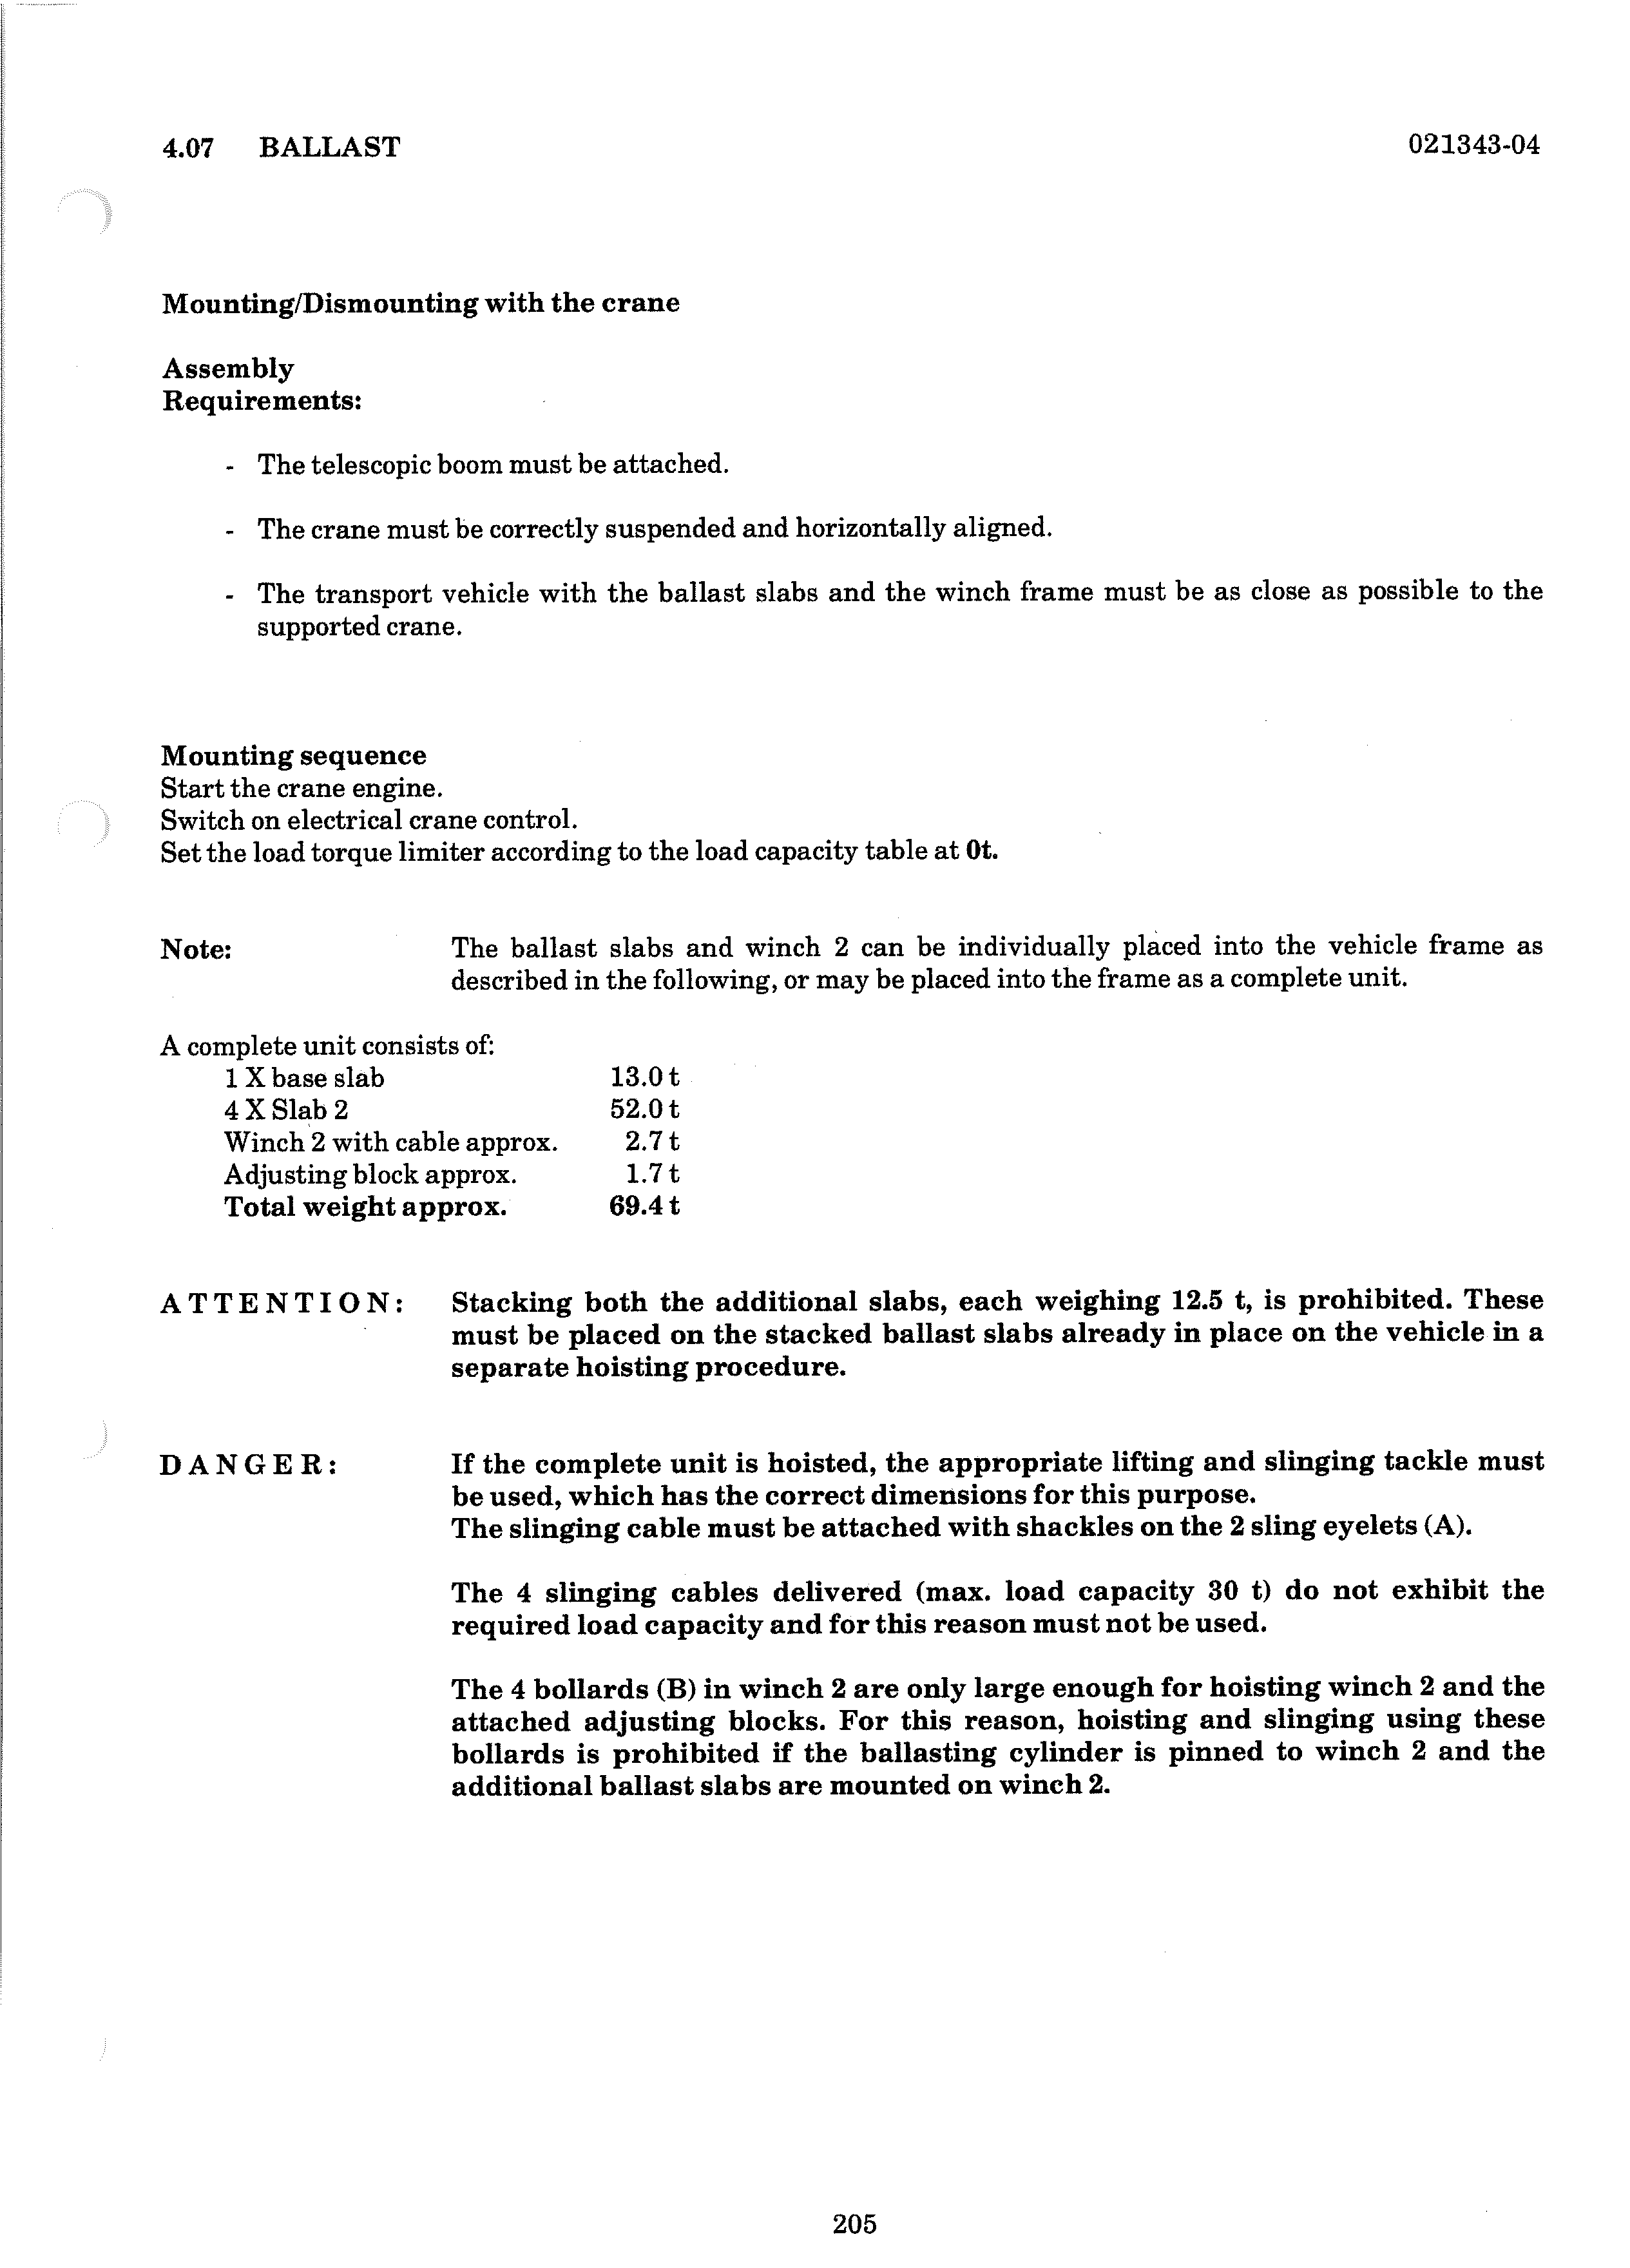 4.07 BALLAST 021343-04
Mounting/Dismounting with the crane
Assembly
Requirements:
- The telescopic boom must be attached.
- The crane must be correctly suspended and horizontally aligned.
- The transport vehicle with the ballast slabs and the winch frame must be as close as possible to the
supported crane.
Mounting sequence
Start the crane engine.
Switch on electrical crane control.
Set the load torque limiter according to the load capacity table at 0t.
Note: The ballast slabs and winch 2 can be individually placed into the vehicle frame as
described in the following, or may be placed into the frame as a complete unit.
A complete unit consists of:
1 X base slab 13.0 t
4 X Slab 2 52.0 t
Winch 2 with cable approx. 2.7 t
Adjusting block approx. 1.7 t
Total weight approx. 69.4 t
ATTENTION: Stacking both the additional slabs, each weighing 12.5 t, is prohibited. These
must be placed on the stacked ballast slabs already in place on the vehicle in a
separate hoisting procedure.
DANGER: If the complete unit is hoisted, the appropriate lifting and slinging tackle must
be used, which has the correct dimensions for this purpose.
The slinging cable must be attached with shackles on the 2 sling eyelets (A).
The 4 slinging cables delivered (max. load capacity 30 t) do not exhibit the
required load capacity and for this reason must not be used.
The 4 bollards (B) in winch 2 are only large enough for hoisting winch 2 and the
attached adjusting blocks. For this reason, hoisting and slinging using these
bollards is prohibited if the ballasting cylinder is pinned to winch 2 and the
additional ballast slabs are mounted on winch 2.
205